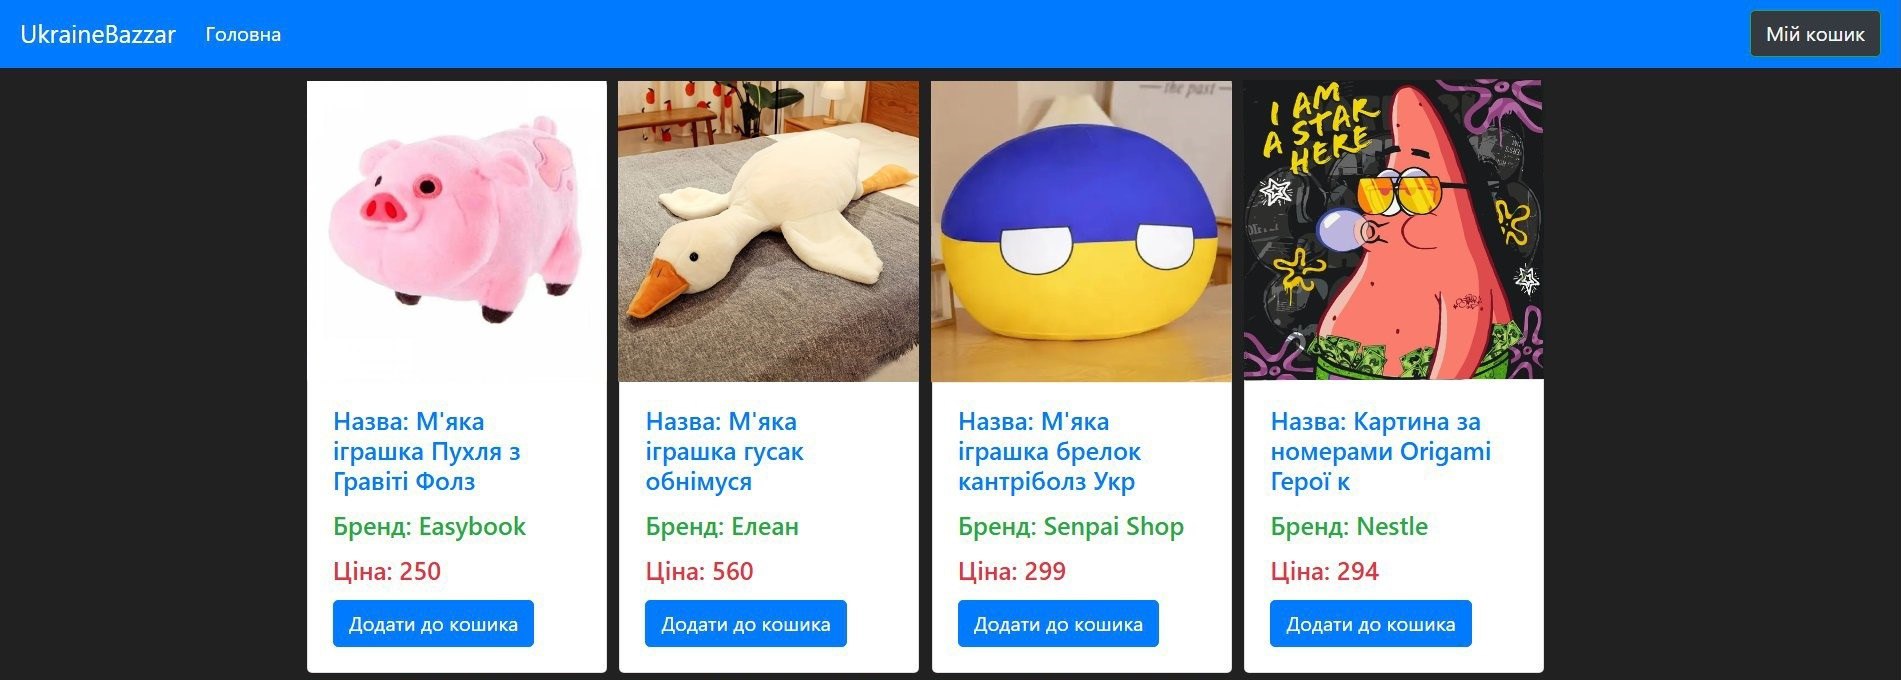 UkraineBazzar
Головна
Мій кошик
the past
I AM
A STAR
HERE
Назва: М'яка
іграшка Пухля з
Гравіті Фолз
Бренд: Easybook
Ціна: 250
Додати до кошика
Назва: М'яка
іграшка гусак
обнімуся
Бренд: Елеан
Ціна: 560
Додати до кошика
Назва: М'яка
іграшка брелок
кантріболз Укр
Бренд: Senpai Shop
Ціна: 299
Додати до кошика
Назва: Картина за
номерами Origami
Герої к
Бренд: Nestle
Ціна: 294
Додати до кошика